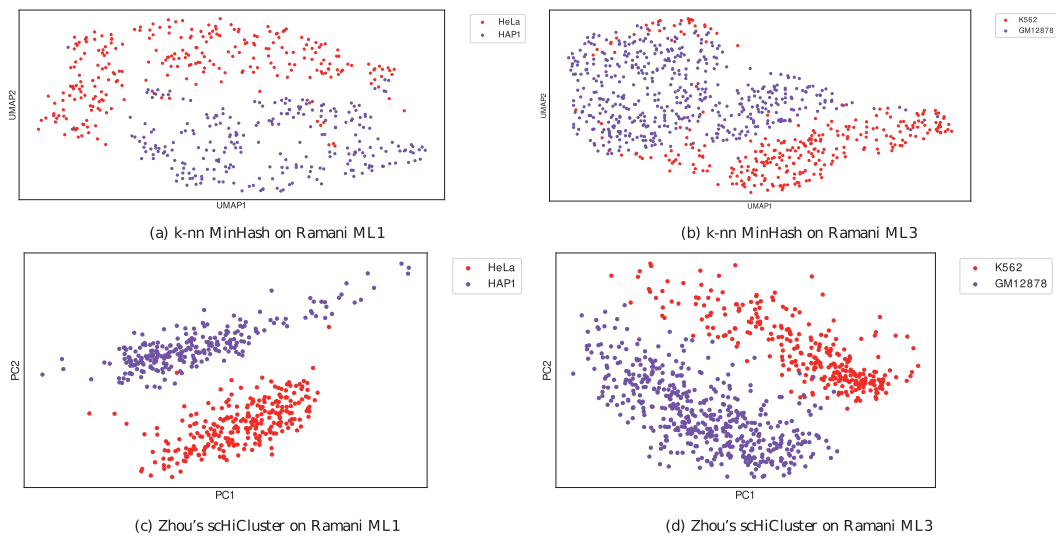 HeLa
HAP1
UMAP2
UMAP1
(a) k-nn MinHash on Ramani ML1
K562
GM12878
UMAP2
UMAP1
(b) k-nn MinHash on Ramani ML3
HeLa
HAP1
PC2
PC1
(c) Zhou's scHiCluster on Ramani ML1
K562
GM12878
PC2
PC1
(d) Zhou's scHiCluster on Ramani ML3